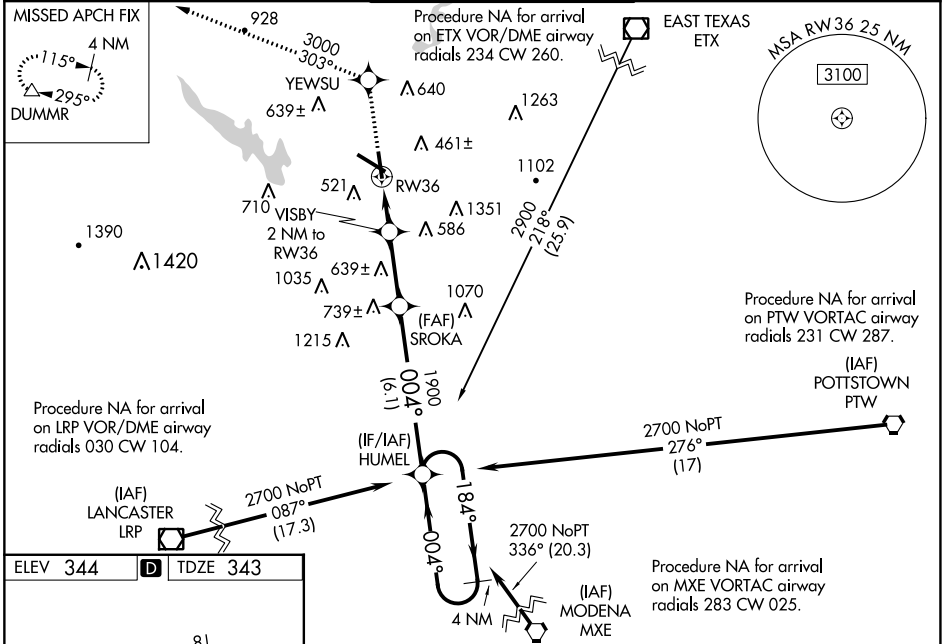 MISSED APCH FIX
4 NM
115°
295°
DUMMR
928
3000
303°
YEWSU
639±
640
Procedure NA for arrival
on ETX VOR/DME airway
radials 234 CW 260.
EAST TEXAS
ETX
MSA RW36 25 NM
3100
1263
461±
1102
521
RW36
710
VISBY
2 NM to
RW36
1351
586
2900
218°
(25.9)
1390
1420
1035
639±
739±
1070
(FAF)
SROKA
1215
Procedure NA for arrival
on PTW VORTAC airway
radials 231 CW 287.
(IAF)
POTTSTOWN
PTW
1900
004°
(6.1)
Procedure NA for arrival
on LRP VOR/DME airway
radials 030 CW 104.
(IF/IAF)
HUMEL
2700 NoPT
276°
(17)
(IAF)
LANCASTER
LRP
2700 NoPT
087°
(17.3)
184°
004°
2700 NoPT
336° (20.3)
4 NM
(IAF)
MODENA
MXE
Procedure NA for arrival
on MXE VORTAC airway
radials 283 CW 025.
ELEV 344
D
TDZE 343